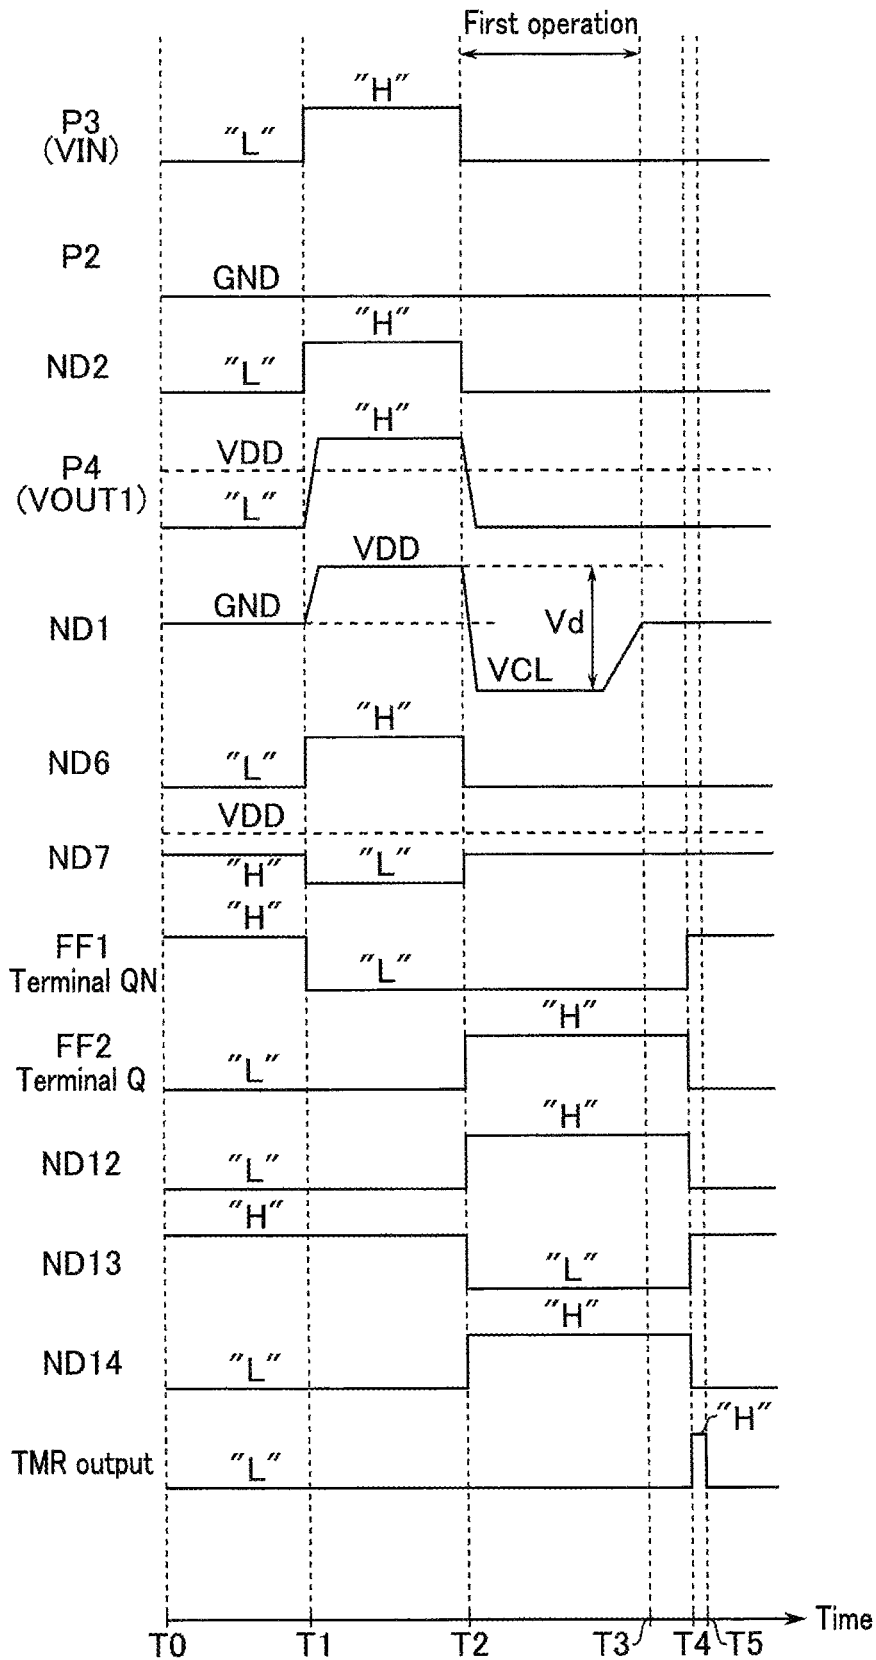 First operation
P3
(VIN)
"L"
"H"
P2
GND
ND2
"L"
"H"
P4
(VOUT1)
VDD
"L"
"H"
ND1
GND
VDD
VCL
Vd
ND6
"L"
"H"
VDD
ND7
"H"
"L"
FF1
Terminal QN
"H"
"L"
FF2
Terminal Q
"L"
"H"
ND12
"L"
"H"
ND13
"H"
"L"
ND14
"L"
"H"
TMR output
"L"
"H"
Time
T0 T1 T2 T3 T4 T5